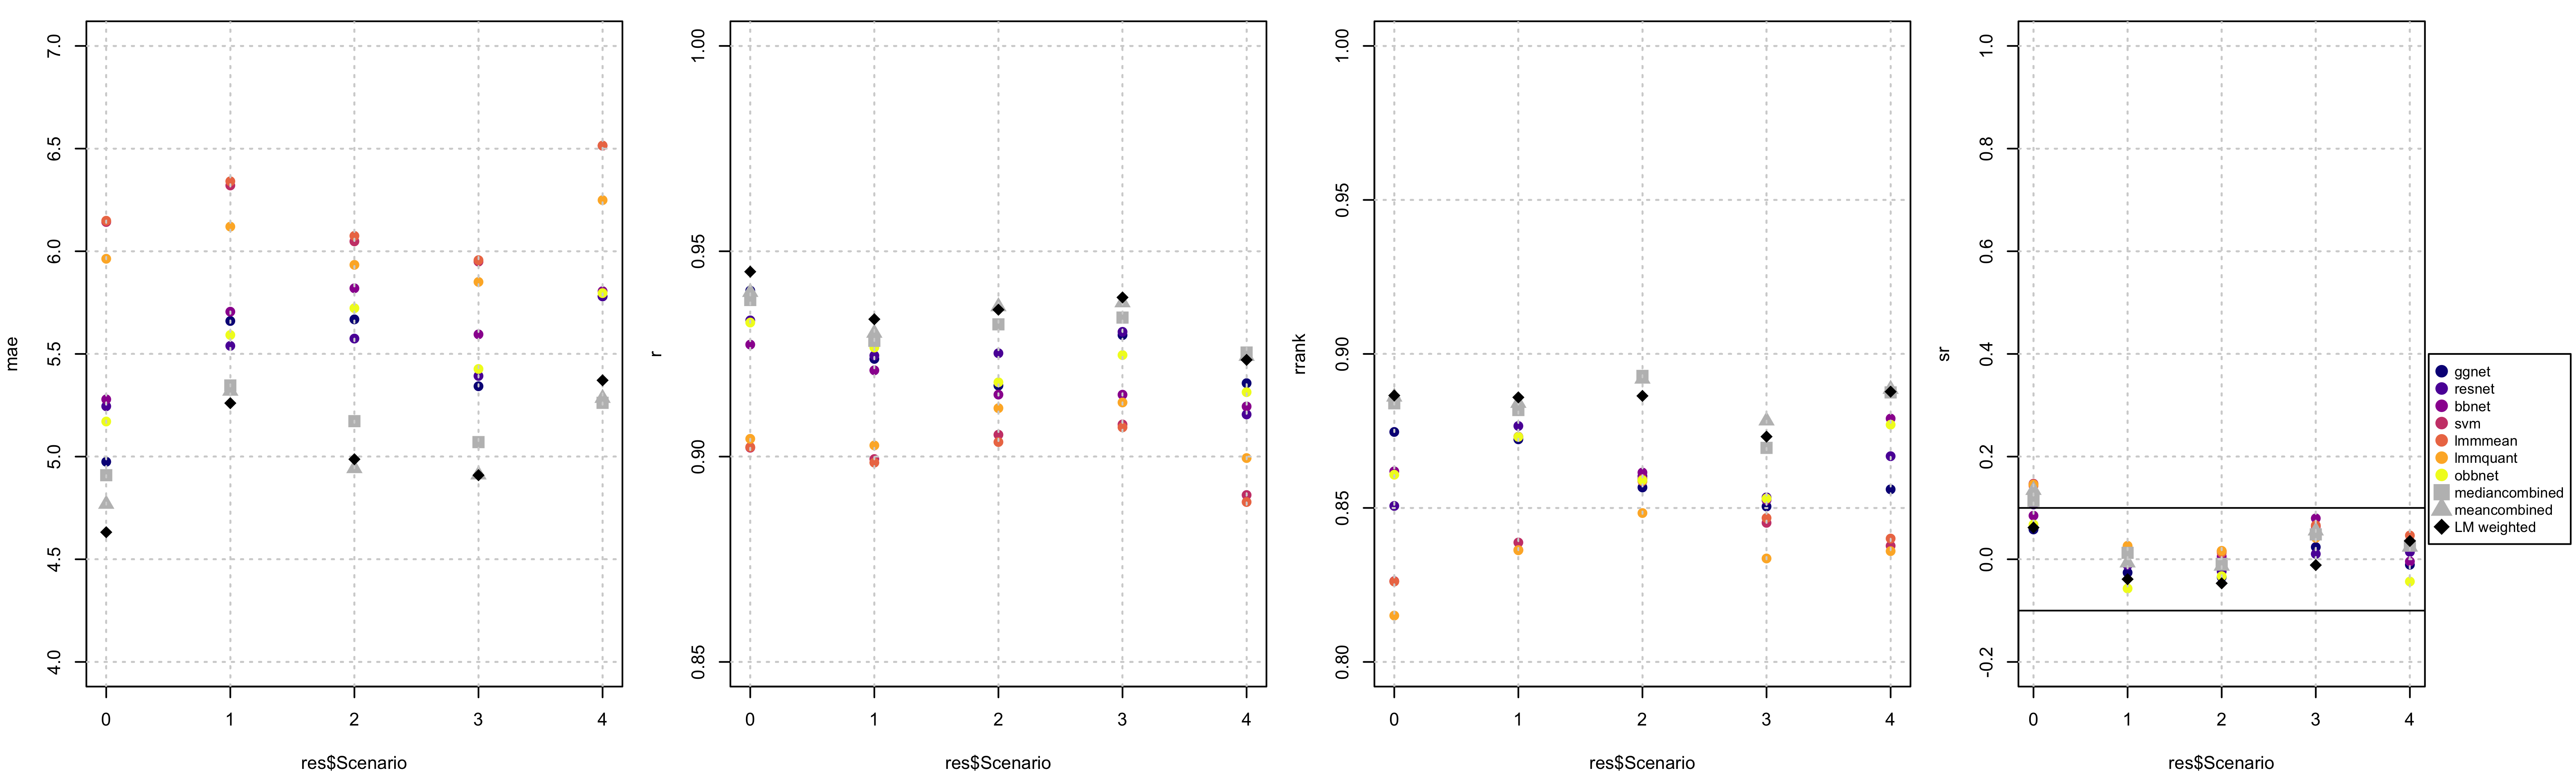 mae
7.0
6.5
6.0
5.5
5.0
4.5
4.0
0 1 2 3 4
res$Scenario
r
1.00
0.95
0.90
0.85
0 1 2 3 4
res$Scenario
rrank
1.00
0.95
0.90
0.85
0.80
0 1 2 3 4
res$Scenario
sr
1.0
0.8
0.6
0.4
0.2
0.0
-0.2
0 1 2 3 4
res$Scenario
ggnet
resnet
bbnet
svm
lmmmean
lmmquant
obbnet
mediancombined
meancombined
LM weighted